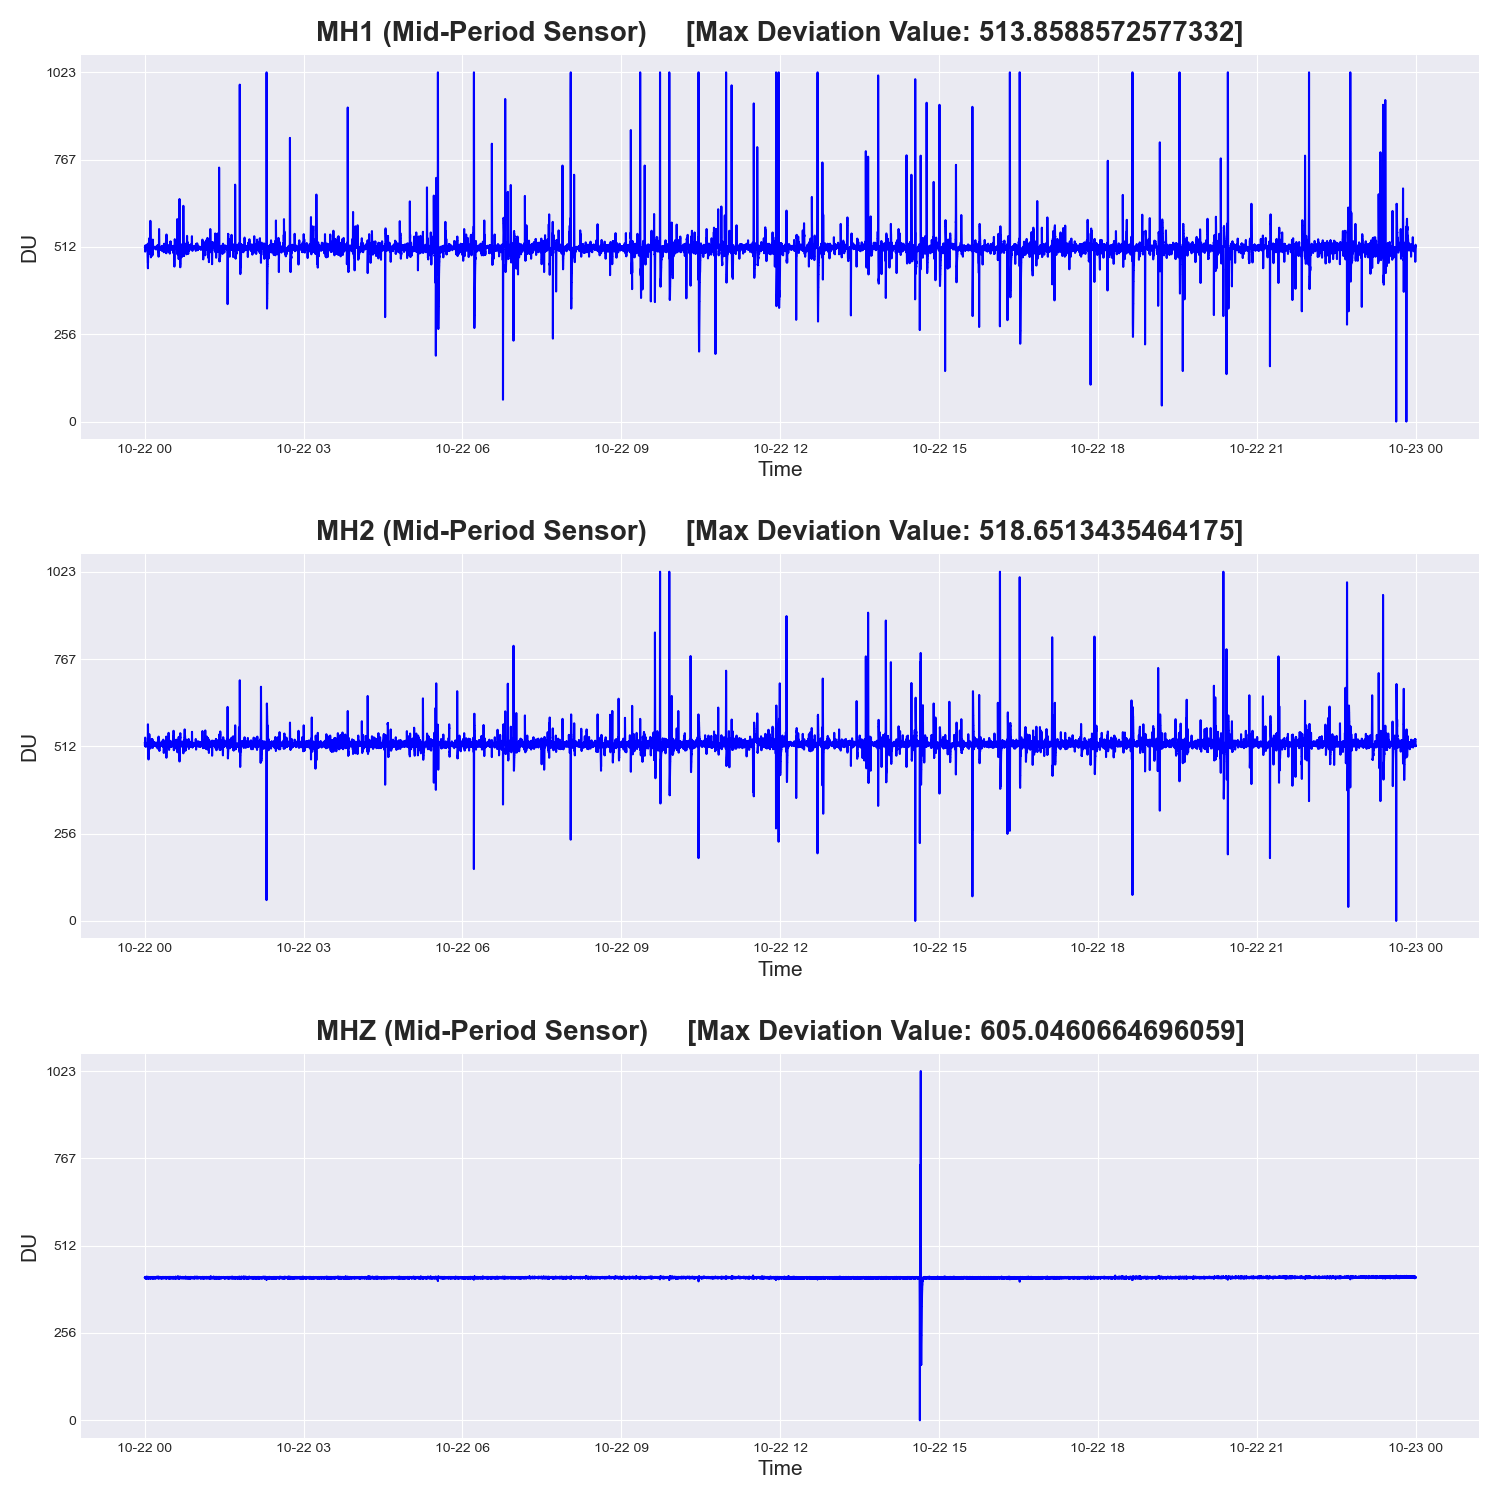 MH1 (Mid-Period Sensor) [Max Deviation Value: 513.8588572577332]
1023
767
512
256
0
DU
10-22 00 10-22 03 10-22 06 10-22 09 10-22 12 10-22 15 10-22 18 10-22 21 10-23 00
Time
MH2 (Mid-Period Sensor) [Max Deviation Value: 518.6513435464175]
1023
767
512
256
0
DU
10-22 00 10-22 03 10-22 06 10-22 09 10-22 12 10-22 15 10-22 18 10-22 21 10-23 00
Time
MHZ (Mid-Period Sensor) [Max Deviation Value: 605.0460664696059]
1023
767
512
256
0
DU
10-22 00 10-22 03 10-22 06 10-22 09 10-22 12 10-22 15 10-22 18 10-22 21 10-23 00
Time